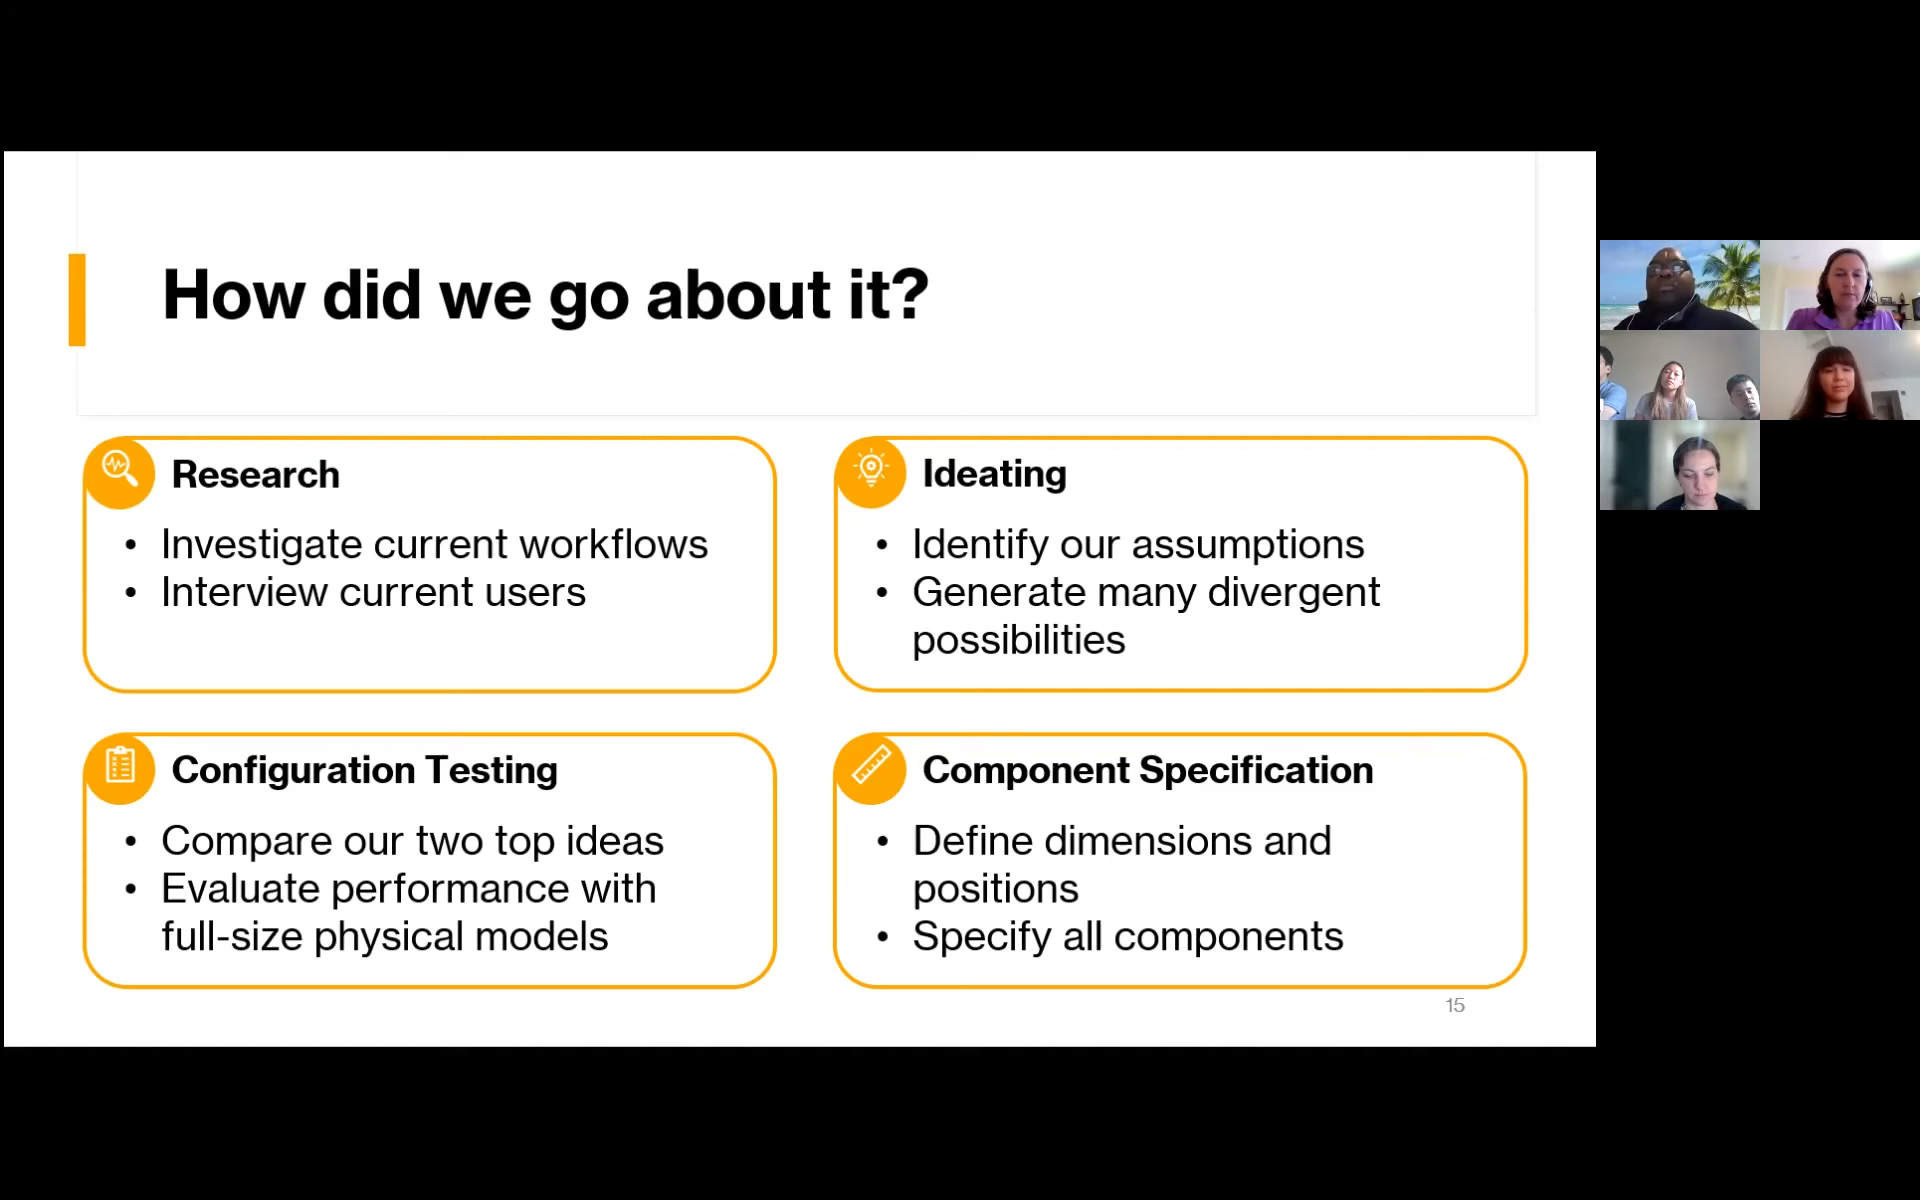 How did we go about it?
Research
• Investigate current workflows
• Interview current users
Ideating
• Identify our assumptions
• Generate many divergent
possibilities
Configuration Testing
• Compare our two top ideas
• Evaluate performance with
full-size physical models
Component Specification
• Define dimensions and
positions
• Specify all components
15